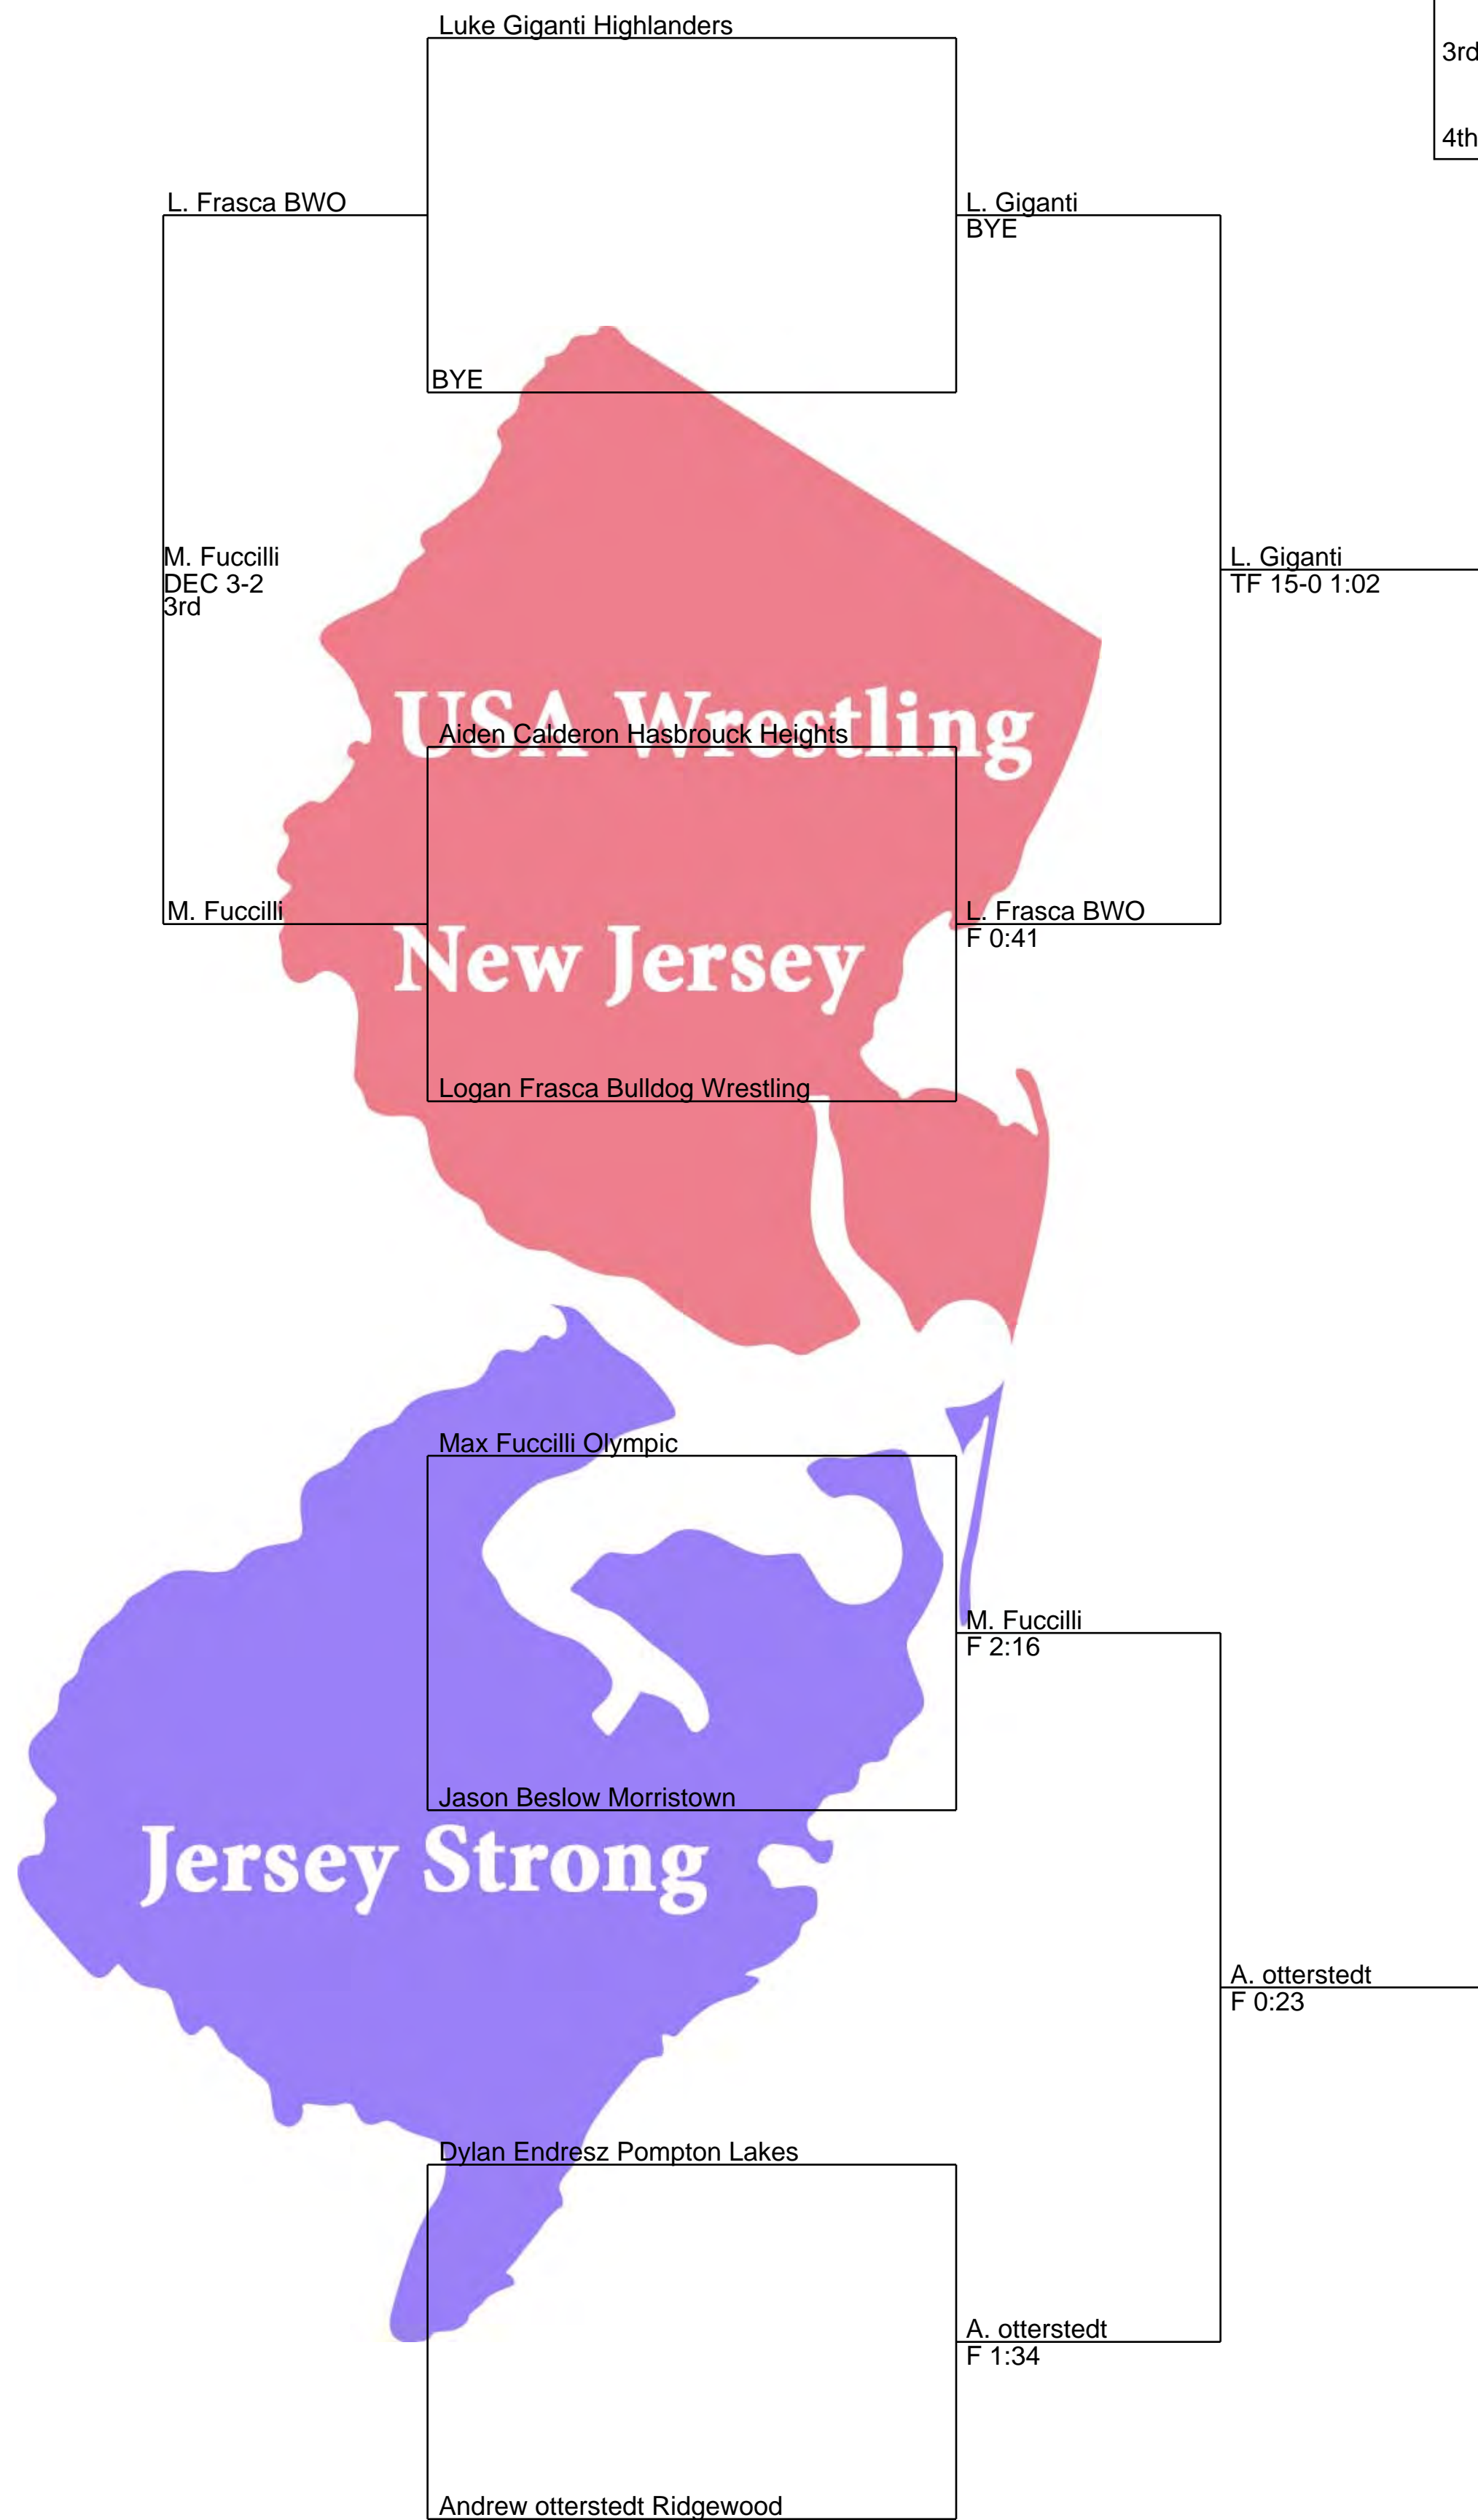 Luke Giganti Highlanders
3rd
4th
L. Frasca BWO
L. Giganti
BYE
BYE
M. Fuccilli
DEC 3-2
3rd
L. Giganti
TF 15-0 1:02
USA Wrestling
Aiden Calderon Hasbrouck Heights
M. Fuccilli
L. Frasca BWO
F 0:41
New Jersey
Logan Frasca Bulldog Wrestling
Max Fuccilli Olympic
M. Fuccilli
F 2:16
Jason Beslow Morristown
Jersey Strong
A. otterstedt
F 0:23
Dylan Endresz Pompton Lakes
A. otterstedt
F 1:34
Andrew otterstedt Ridgewood